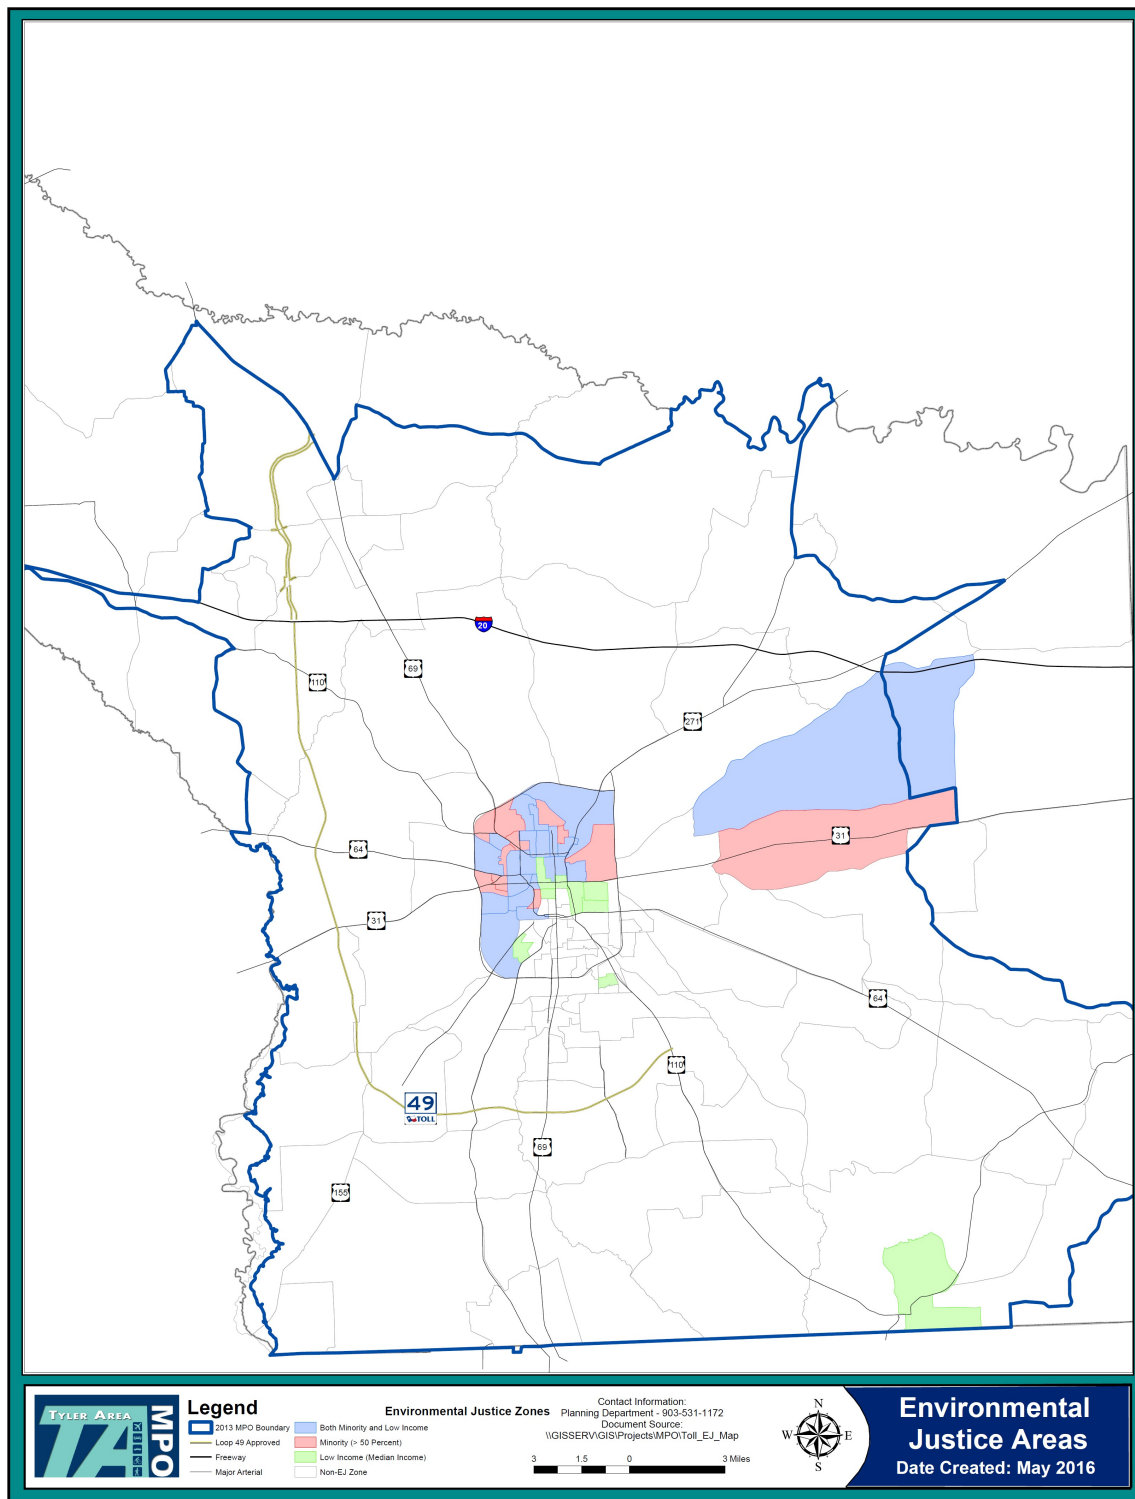 20
69
110
271
31
64
31
64
110
49
TOLL
69
155
TYLER AREA
TA
MPO
Legend
2013 MPO Boundary
Loop 49 Approved
Freeway
Major Arterial
Environmental Justice Zones
Both Minority and Low Income
Minority (> 50 Percent)
Low Income (Median Income)
Non-EJ Zone
Contact Information:
Planning Department - 903-531-1172
Document Source:
\\GISSERV\GIS\Projects\MPO\Toll_EJ_Map
3 1.5 0 3 Miles
N
W E
S
Environmental
Justice Areas
Date Created: May 2016